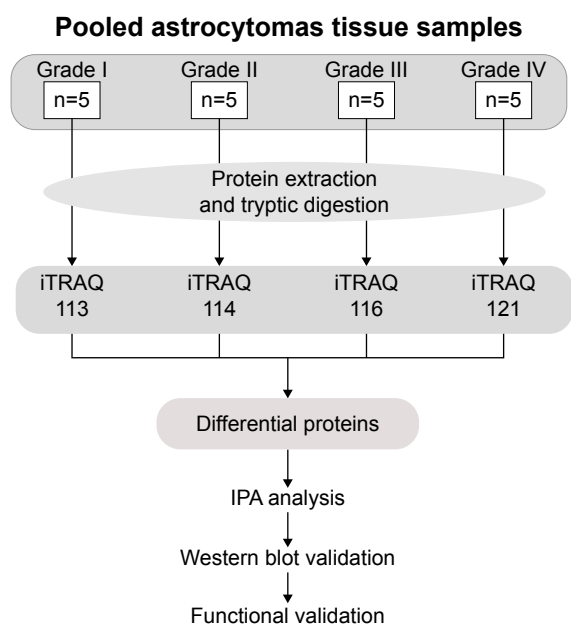 Pooled astrocytomas tissue samples
Grade I
Grade II
Grade III
Grade IV
n=5
n=5
n=5
n=5
Protein extraction
and tryptic digestion
iTRAQ
113
iTRAQ
114
iTRAQ
116
iTRAQ
121
Differential proteins
IPA analysis
Western blot validation
Functional validation